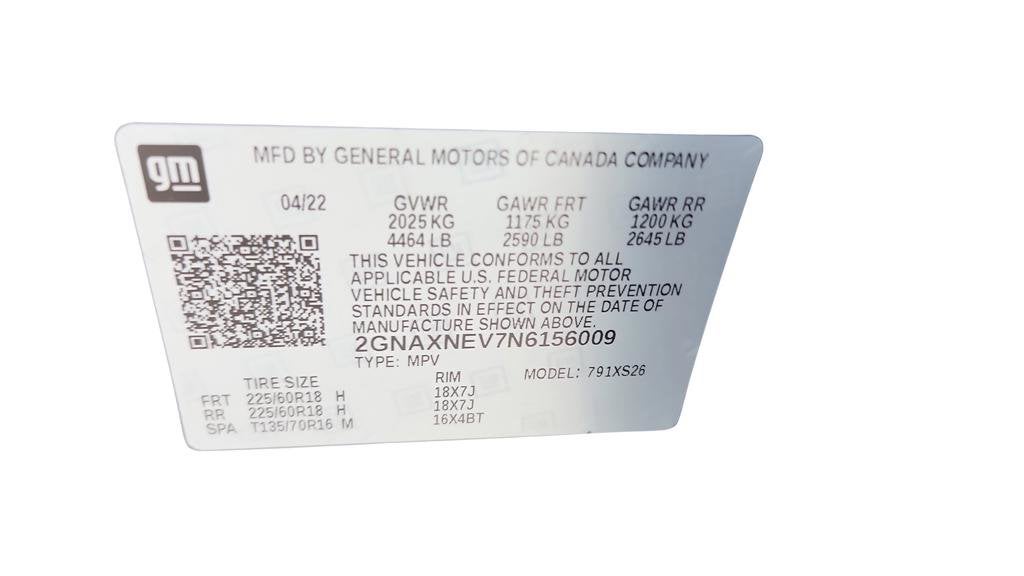 gm
MFD BY GENERAL MOTORS OF CANADA COMPANY
04/22 GVWR GAWR FRT GAWR RR
2025 KG 1175 KG 1200 KG
4464 LB 2590 LB 2645 LB
THIS VEHICLE CONFORMS TO ALL
APPLICABLE U.S. FEDERAL MOTOR
VEHICLE SAFETY AND THEFT PREVENTION
STANDARDS IN EFFECT ON THE DATE OF
MANUFACTURE SHOWN ABOVE.
2GNAXNEV7N6156009
TYPE: MPV
TIRE SIZE RIM MODEL: 791XS26
FRT 225/60R18 H 18X7J
RR 225/60R18 H 18X7J
SPA T135/70R16 M 16X4BT